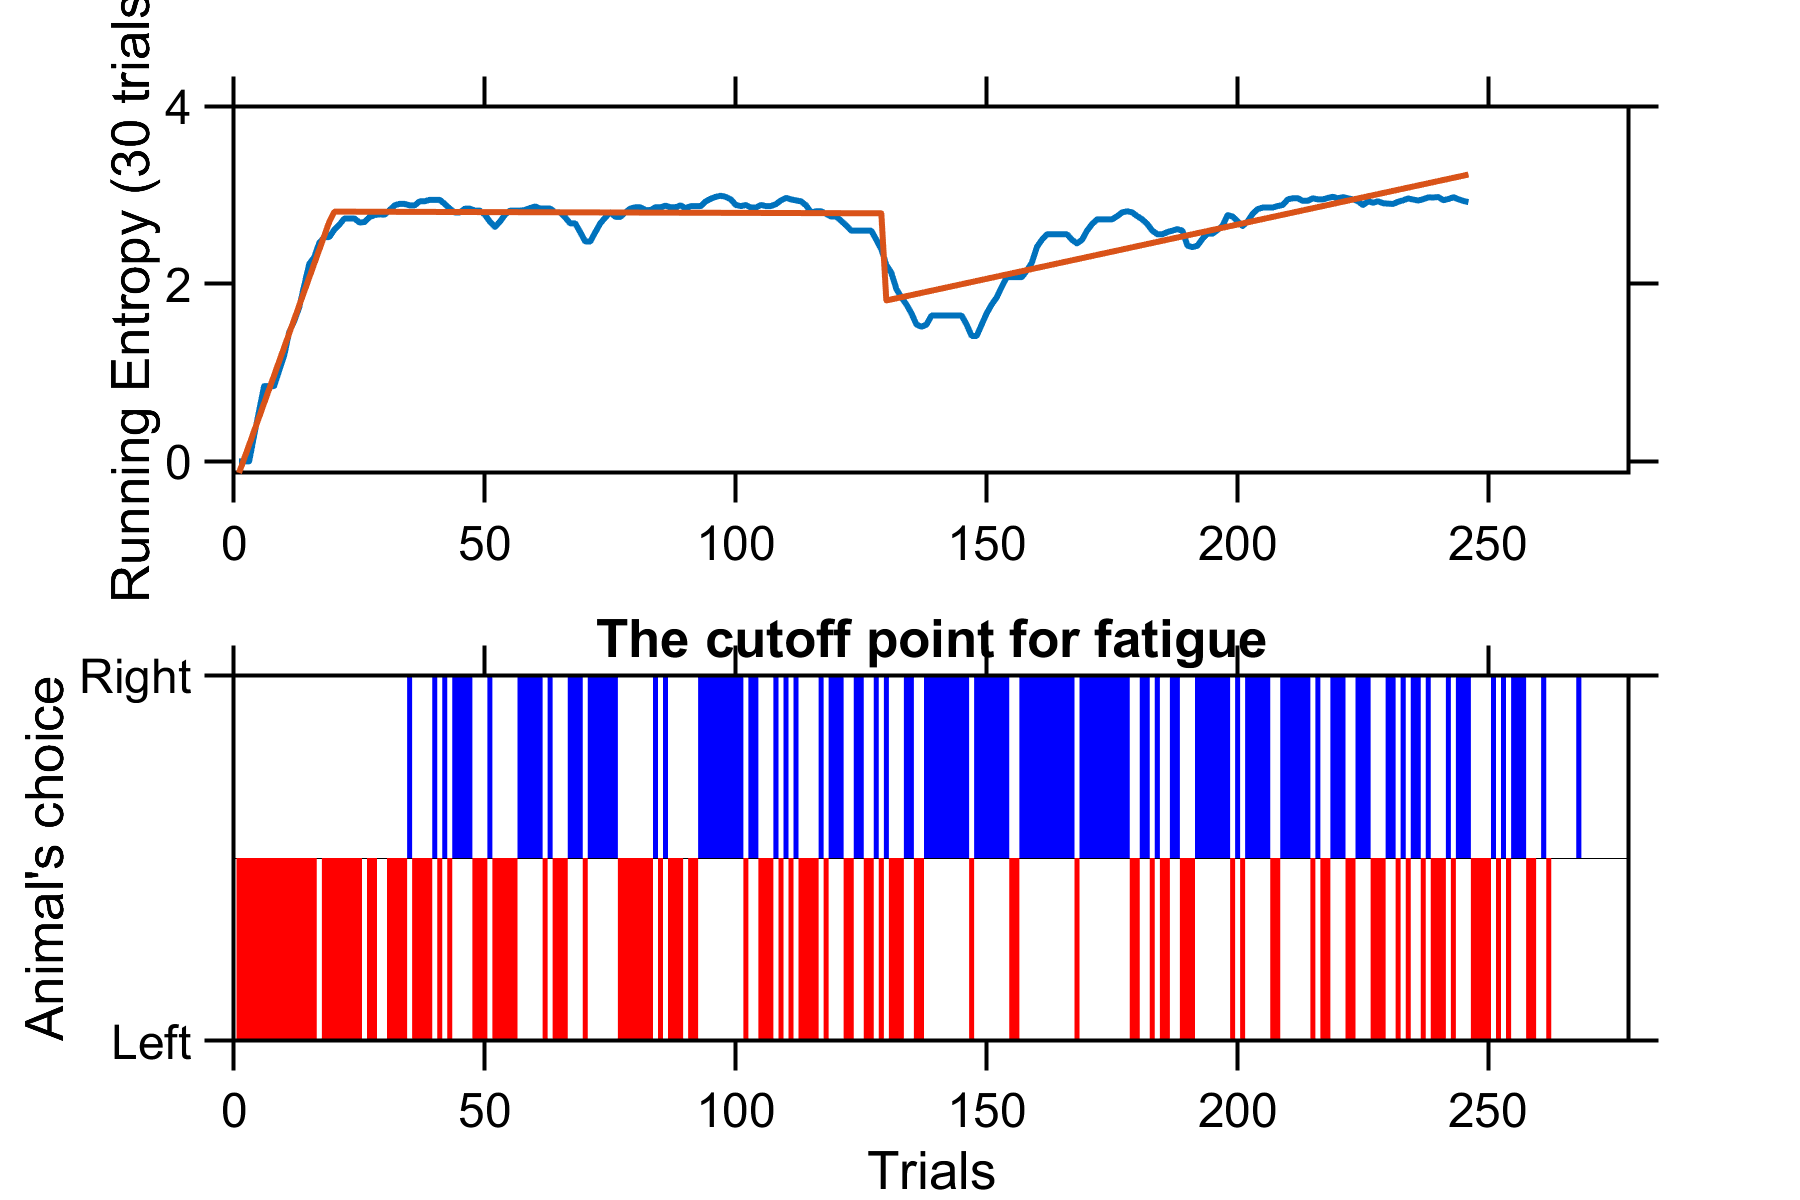 Running Entropy (30 trials
4
2
0
0 50 100 150 200 250
The cutoff point for fatigue
Animal's choice
Right
Left
0 50 100 150 200 250
Trials